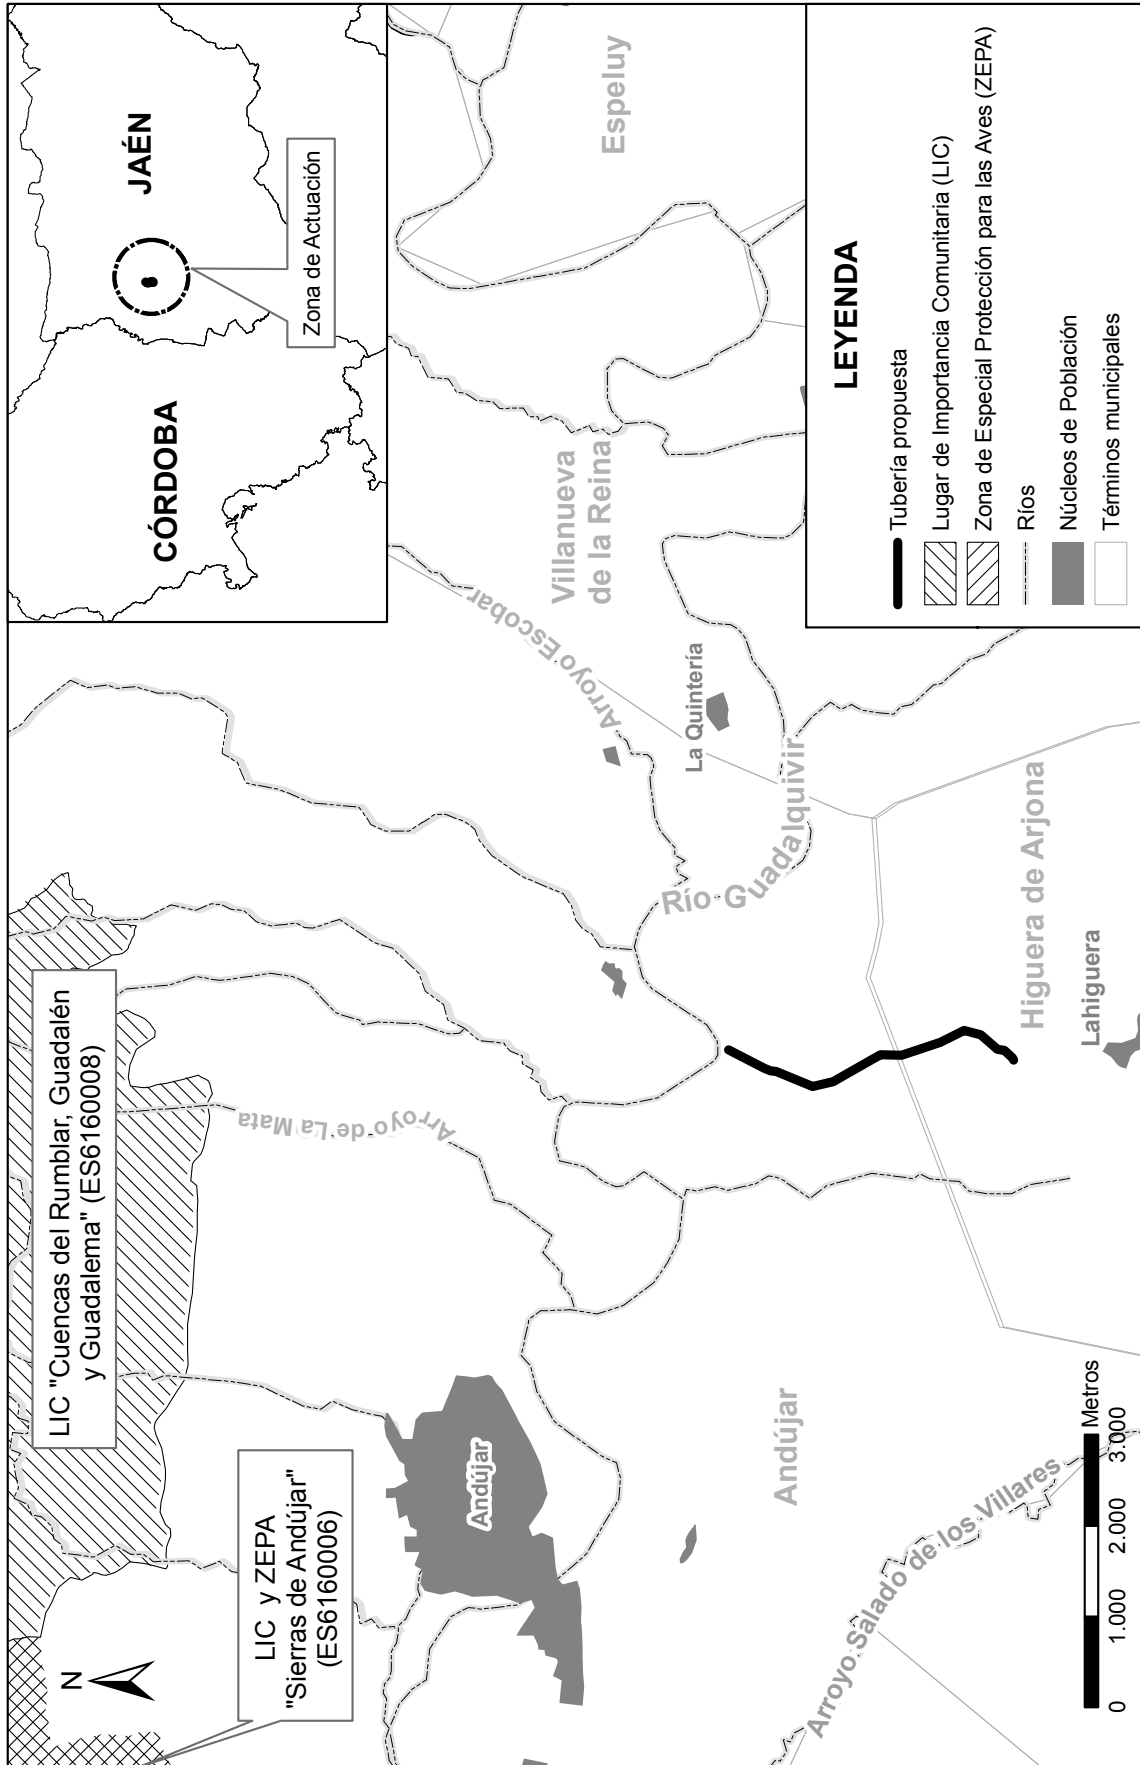 N
LIC "Cuencas del Rumblar, Guadalén
y Guadalema" (ES6160008)
LIC y ZEPA
"Sierras de Andújar"
(ES6160006)
CÓRDOBA
JAÉN
Zona de Actuación
Arroyo de La Mata
Arroyo Escobar
Villanueva
de la Reina
Espeluy
Andújar
La Quintería
Río Guadalquivir
Andújar
Higuera de Arjona
Lahiguera
Arroyo Salado de los Villares
0
1.000
2.000
3.000
Metros
LEYENDA
Tubería propuesta
Lugar de Importancia Comunitaria (LIC)
Zona de Especial Protección para las Aves (ZEPA)
Ríos
Núcleos de Población
Términos municipales